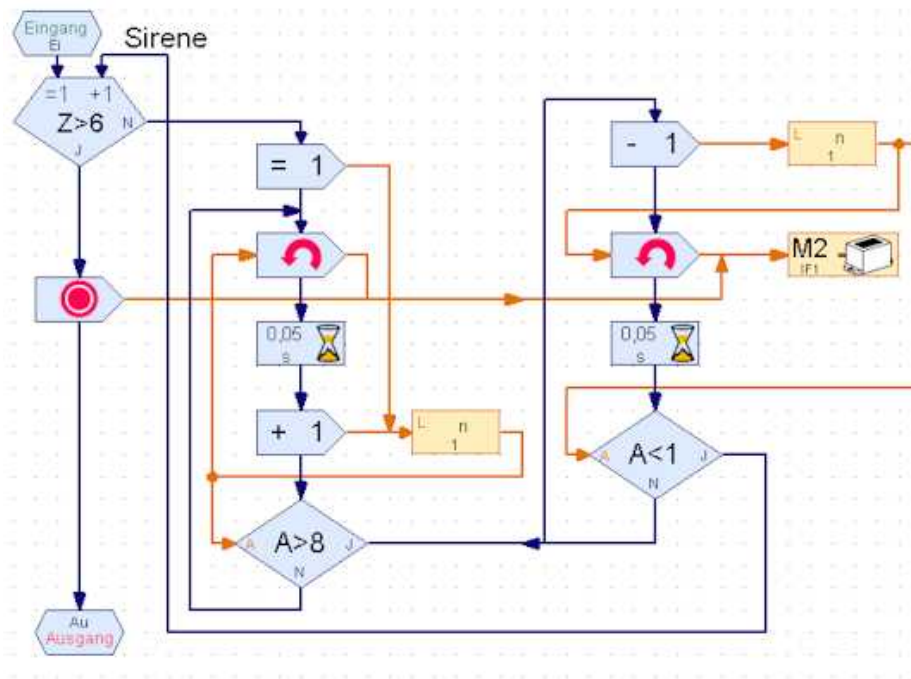 Eingang
Ei
Sirene
=1 +1
Z>6
N
J
= 1
0,05
s
+ 1
L n
1
A
A>8
J
N
- 1
L n
1
M2
IF1
0,05
s
A
A<1
J
N
Au
Ausgang